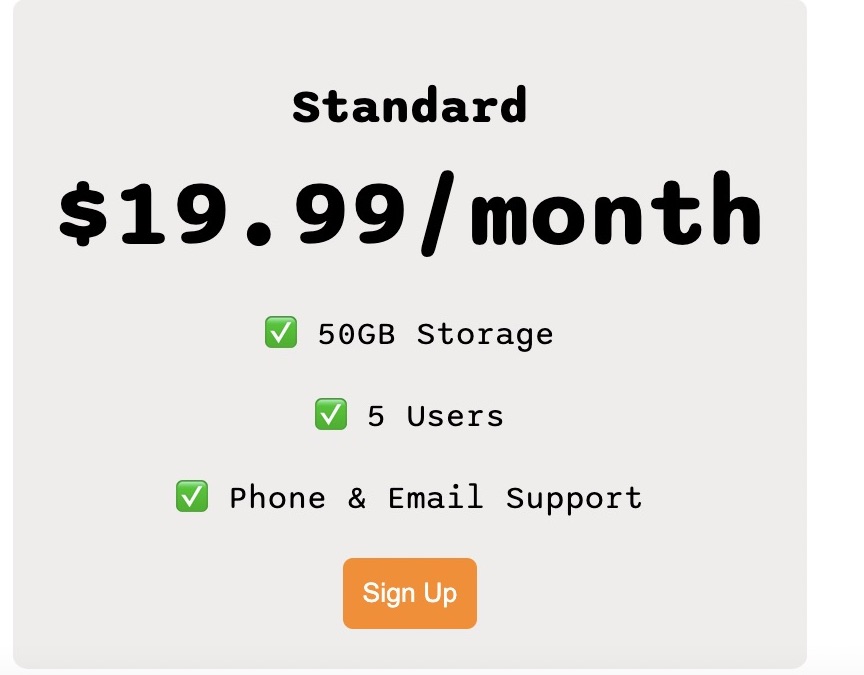 Standard
$19.99/month
✅ 50GB Storage
✅ 5 Users
✅ Phone & Email Support
Sign Up